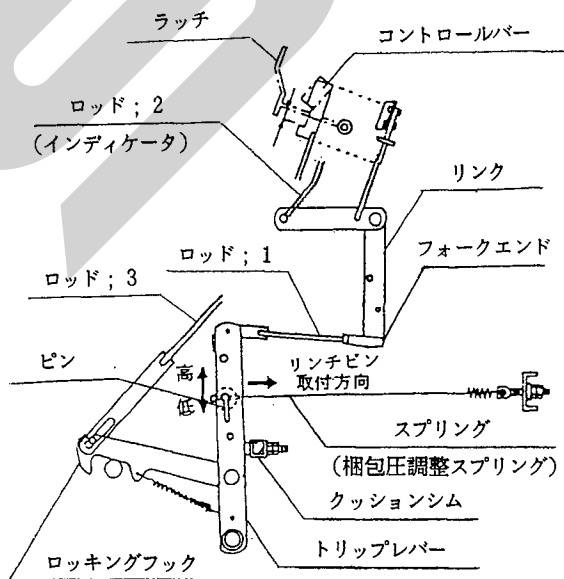 ラッチ
コントロールバー
ロッド；2
(インディケータ)
リンク
ロッド；1
フォークエンド
ロッド；3
ピン
高
低
リンチピン
取付方向
スプリング
(梱包圧調整スプリング)
クッションシム
トリップレバー
ロッキングフック